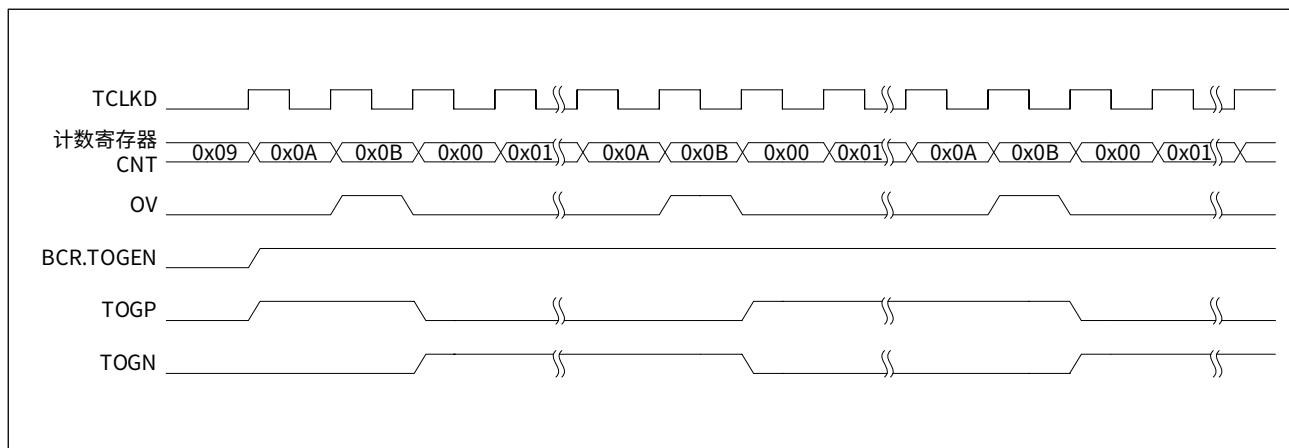 TCLKD
计数寄存器
CNT
0x09 0x0A 0x0B 0x00 0x01 0x0A 0x0B 0x00 0x01 0x0A 0x0B 0x00 0x01
OV
BCR.TOGEN
TOGP
TOGN